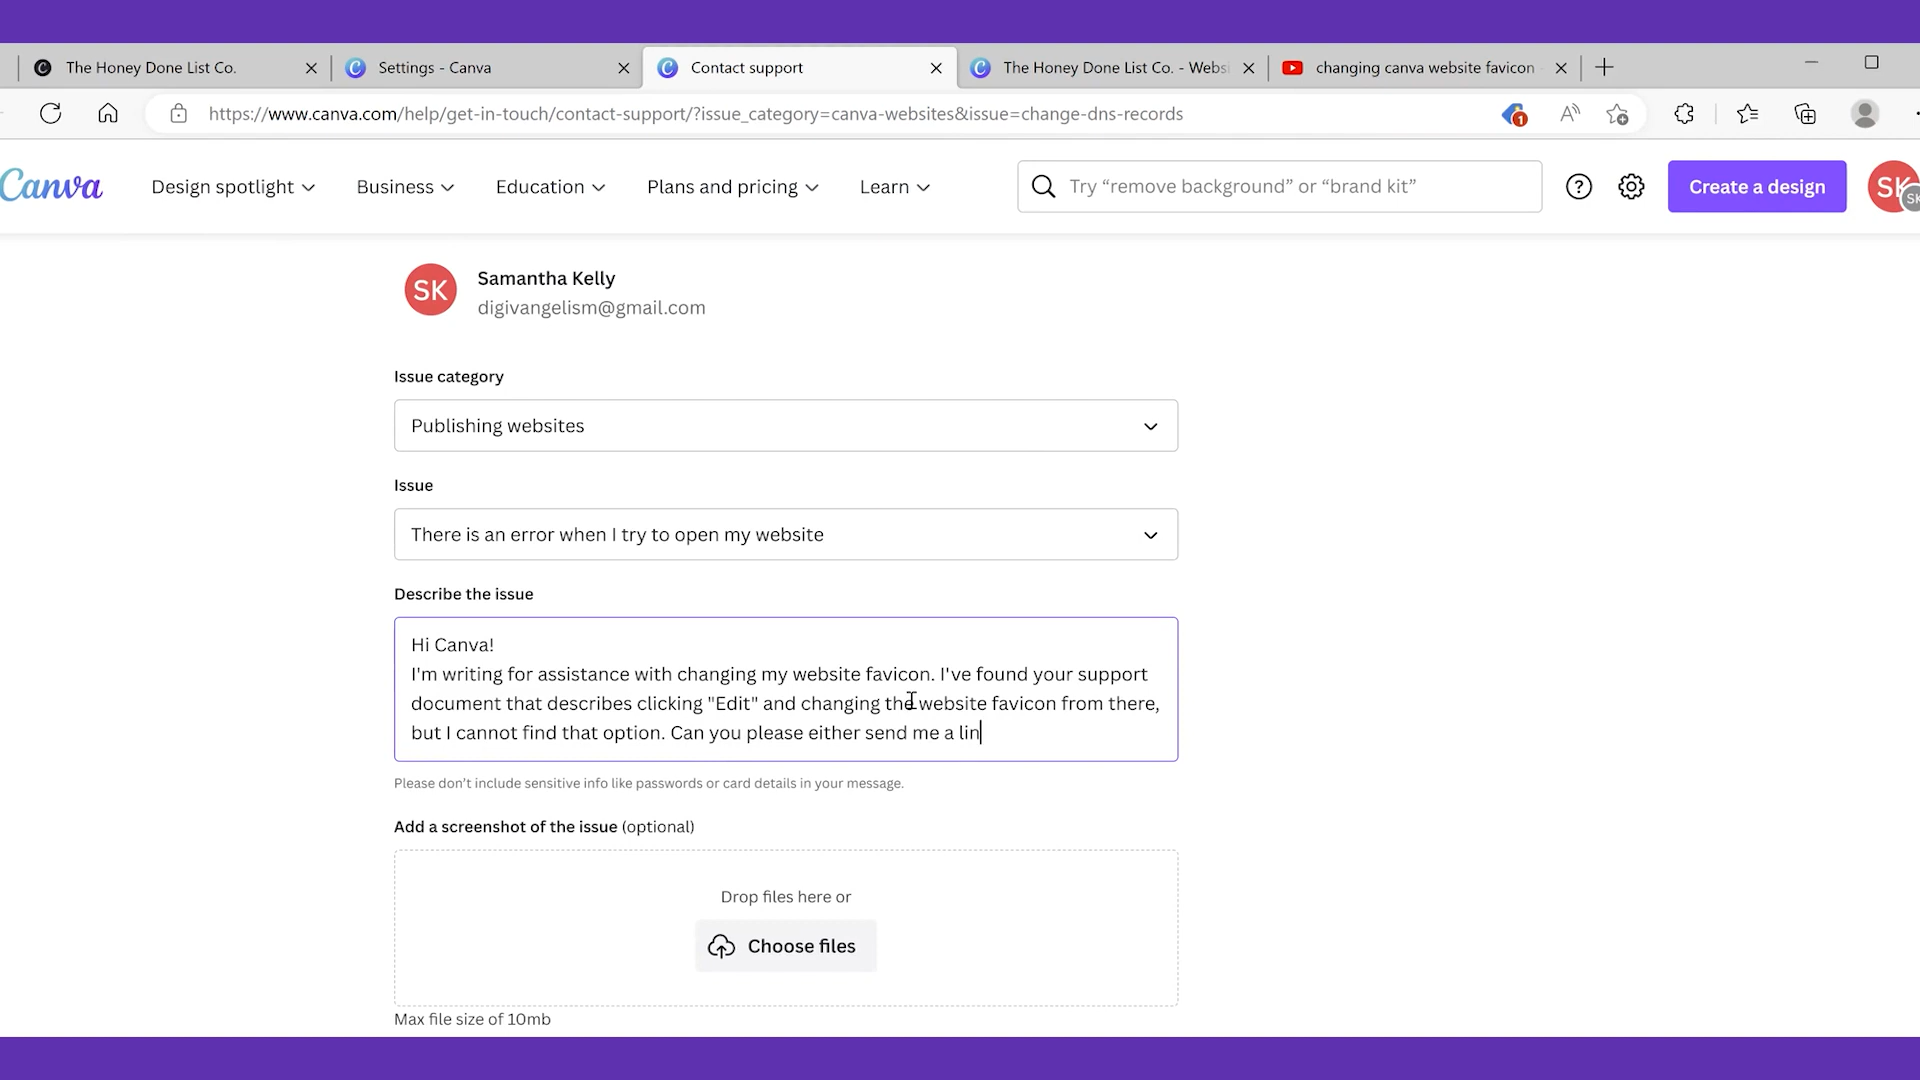 The Honey Done List Co.
Settings - Canva
Contact support
The Honey Done List Co. - Websi
changing canva website favicon
https://www.canva.com/help/get-in-touch/contact-support/?issue_category=canva-websites&issue=change-dns-records
1
Canva
Design spotlight
Business
Education
Plans and pricing
Learn
Try “remove background” or “brand kit”
Create a design
SK
SK
SK
Samantha Kelly
digivangelism@gmail.com
Issue category
Publishing websites
Issue
There is an error when I try to open my website
Describe the issue
Hi Canva!
I'm writing for assistance with changing my website favicon. I've found your support
document that describes clicking "Edit" and changing the website favicon from there,
but I cannot find that option. Can you please either send me a lin
Please don’t include sensitive info like passwords or card details in your message.
Add a screenshot of the issue (optional)
Drop files here or
Choose files
Max file size of 10mb